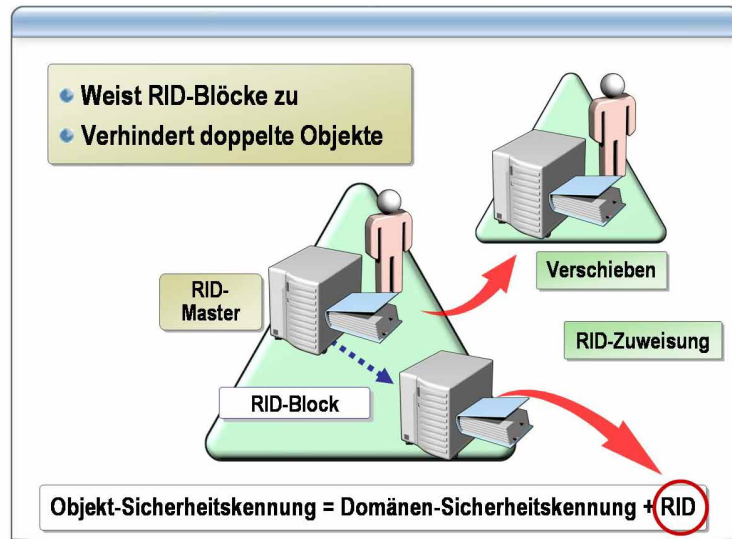 Weist RID-Blöcke zu
Verhindert doppelte Objekte
Verschieben
RID-
Master
RID-Zuweisung
RID-Block
Objekt-Sicherheitskennung = Domänen-Sicherheitskennung + RID